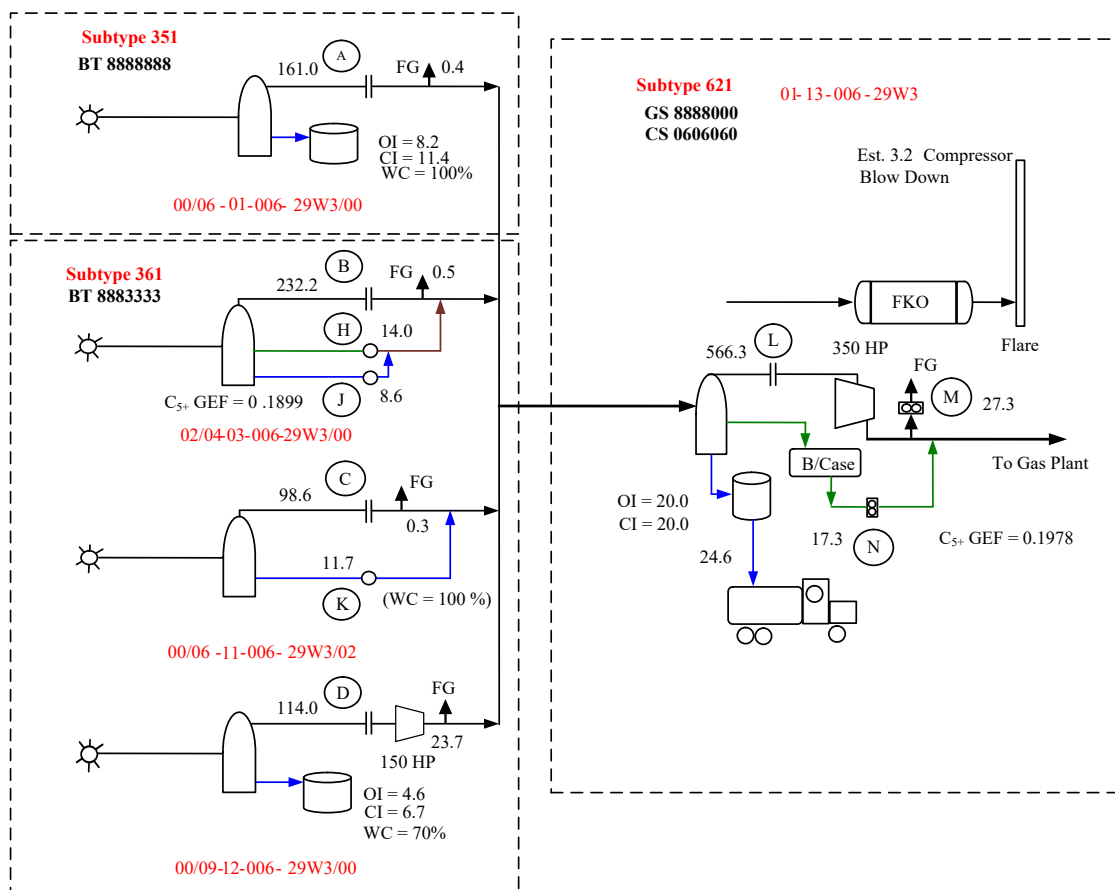 Subtype 351
BT 8888888
161.0
A
FG
0.4
OI = 8.2
CI = 11.4
WC = 100%
00/06 -01-006- 29W3/00
Subtype 361
BT 8883333
232.2
B
FG
0.5
H
14.0
J
8.6
C5+ GEF = 0 .1899
02/04-03-006-29W3/00
98.6
C
FG
0.3
11.7
K
(WC = 100 %)
00/06 -11-006- 29W3/02
114.0
D
FG
23.7
150 HP
OI = 4.6
CI = 6.7
WC = 70%
00/09-12-006- 29W3/00
Subtype 621
GS 8888000
CS 0606060
01-13-006-29W3
Est. 3.2 Compressor
Blow Down
FKO
Flare
566.3
L
350 HP
FG
M
27.3
To Gas Plant
B/Case
OI = 20.0
CI = 20.0
17.3
N
C5+ GEF = 0.1978
24.6